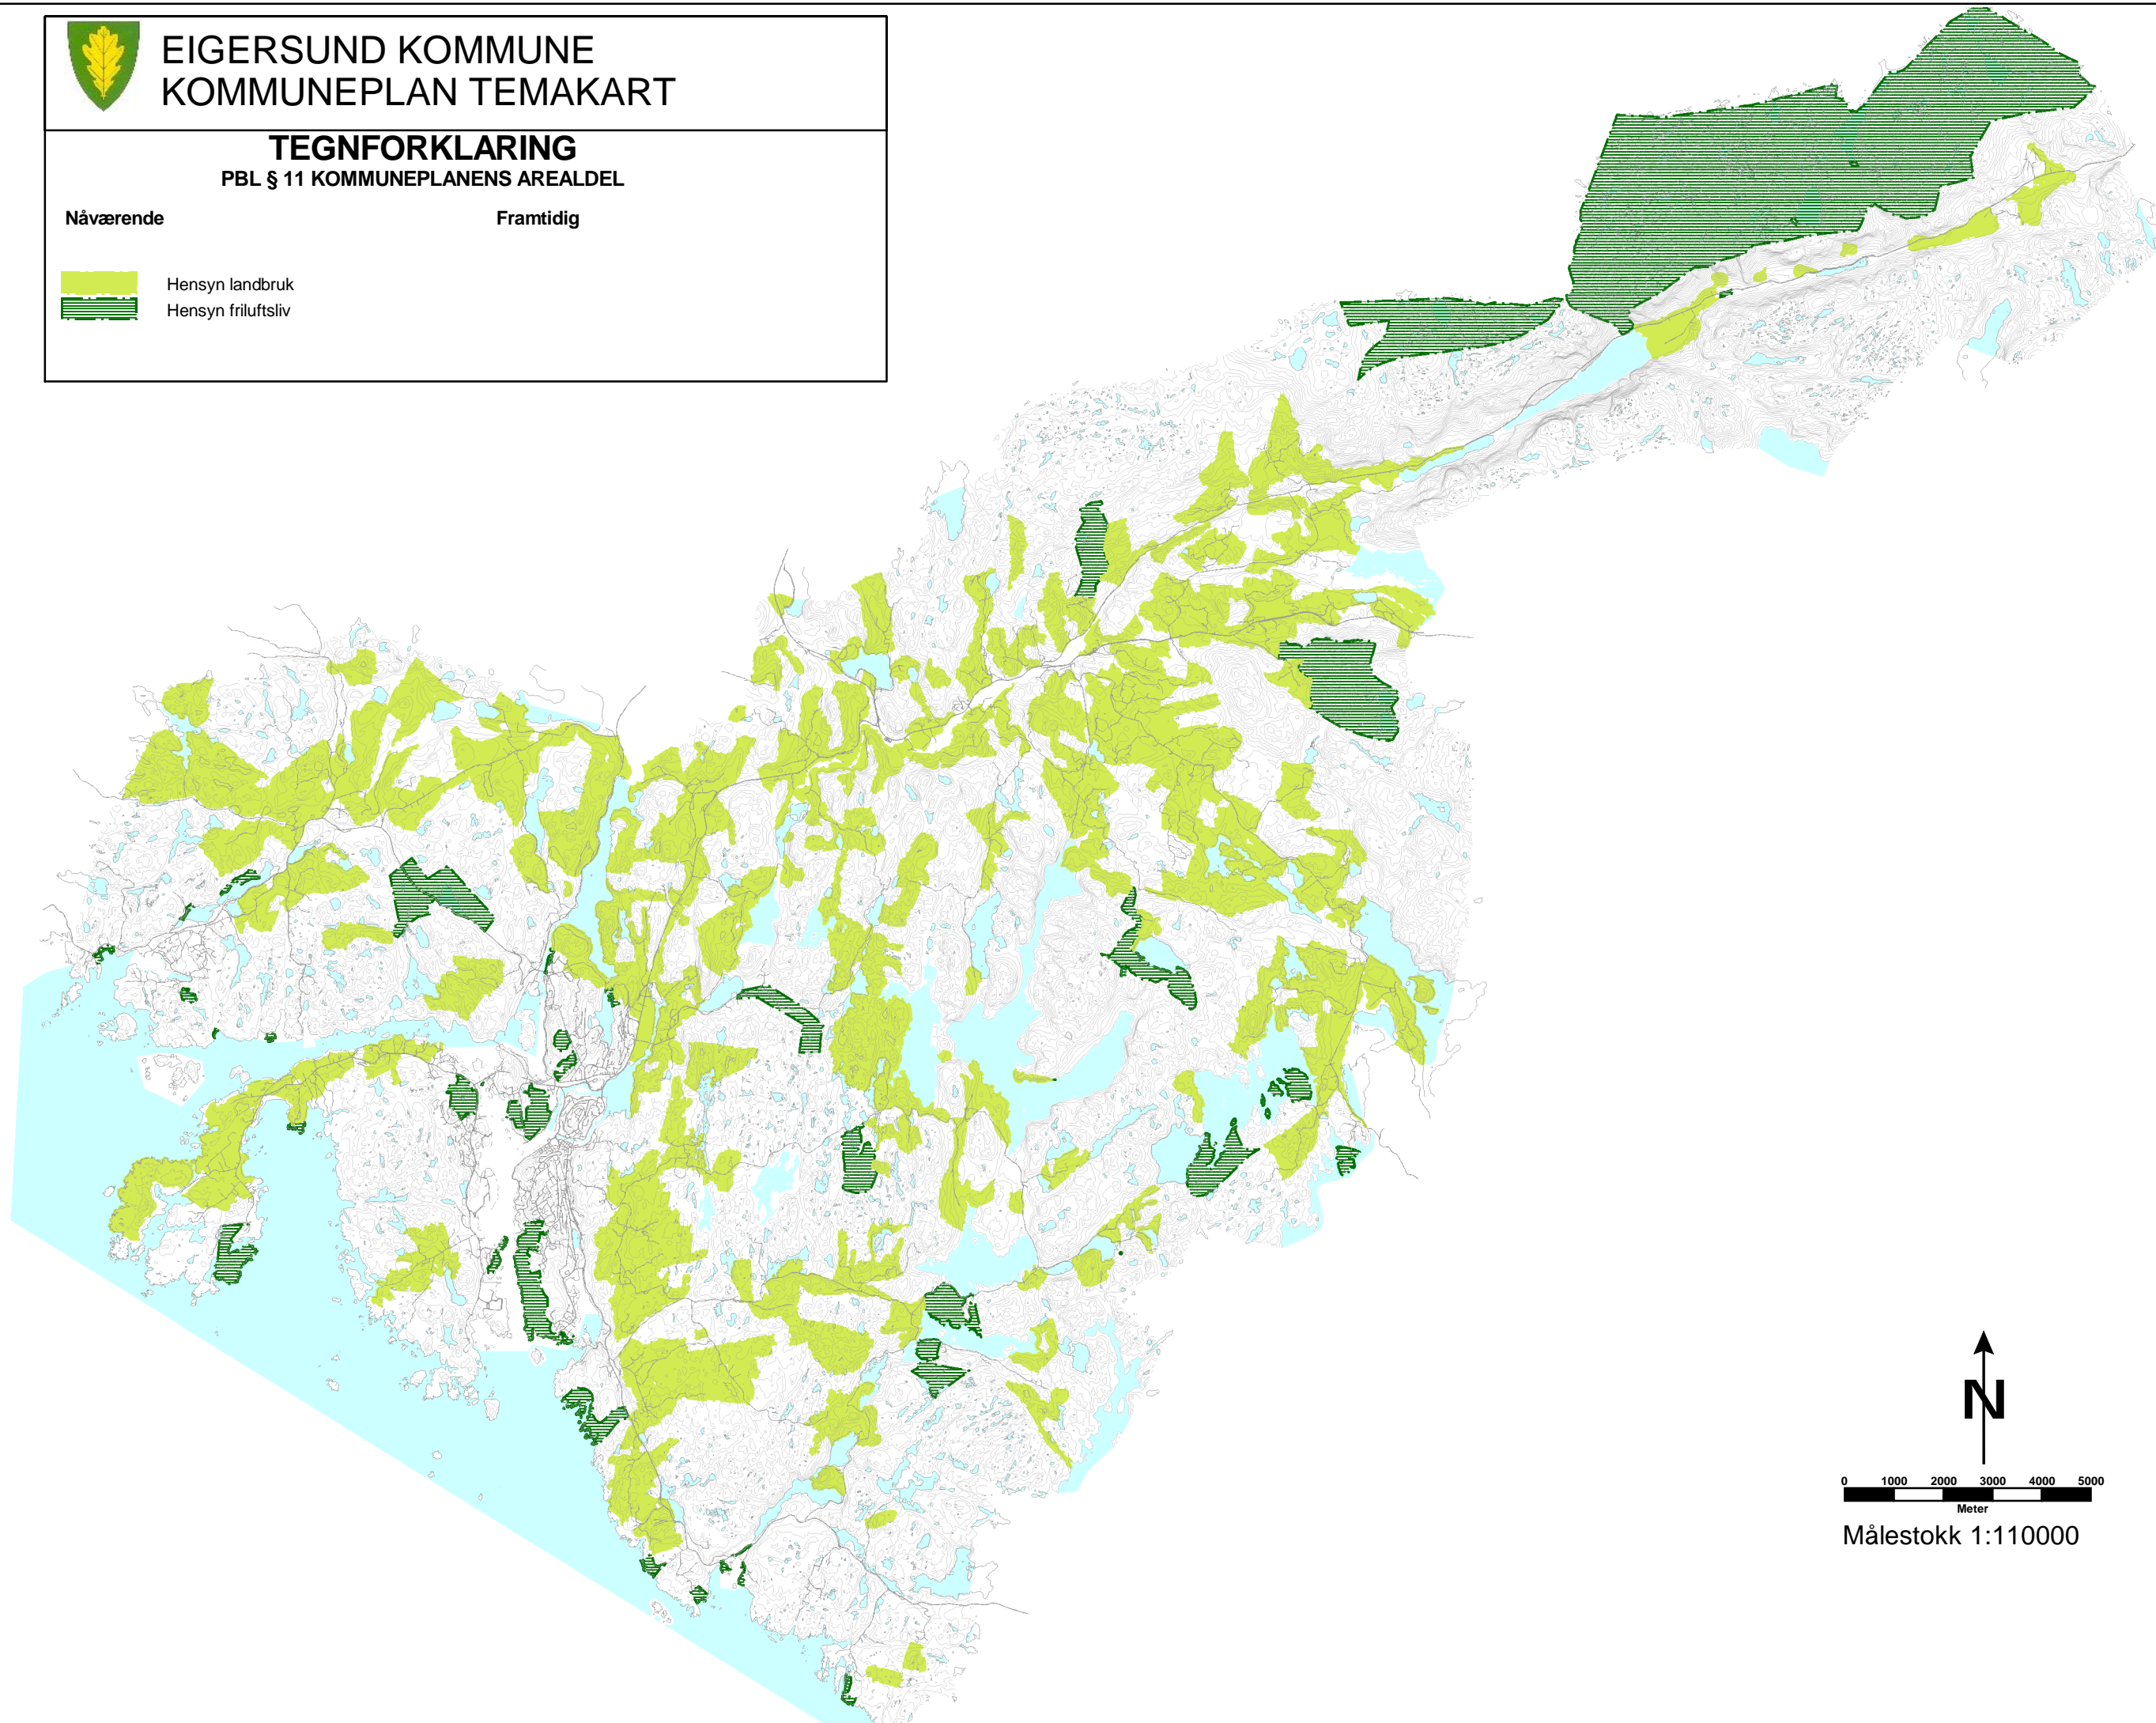 EIGERSUND KOMMUNE
KOMMUNEPLAN TEMAKART
TEGNFORKLARING
PBL § 11 KOMMUNEPLANENS AREALDEL
Nåværende Framtidig
Hensyn landbruk
Hensyn friluftsliv
N
0 1000 2000 3000 4000 5000
Meter
Målestokk 1:110000